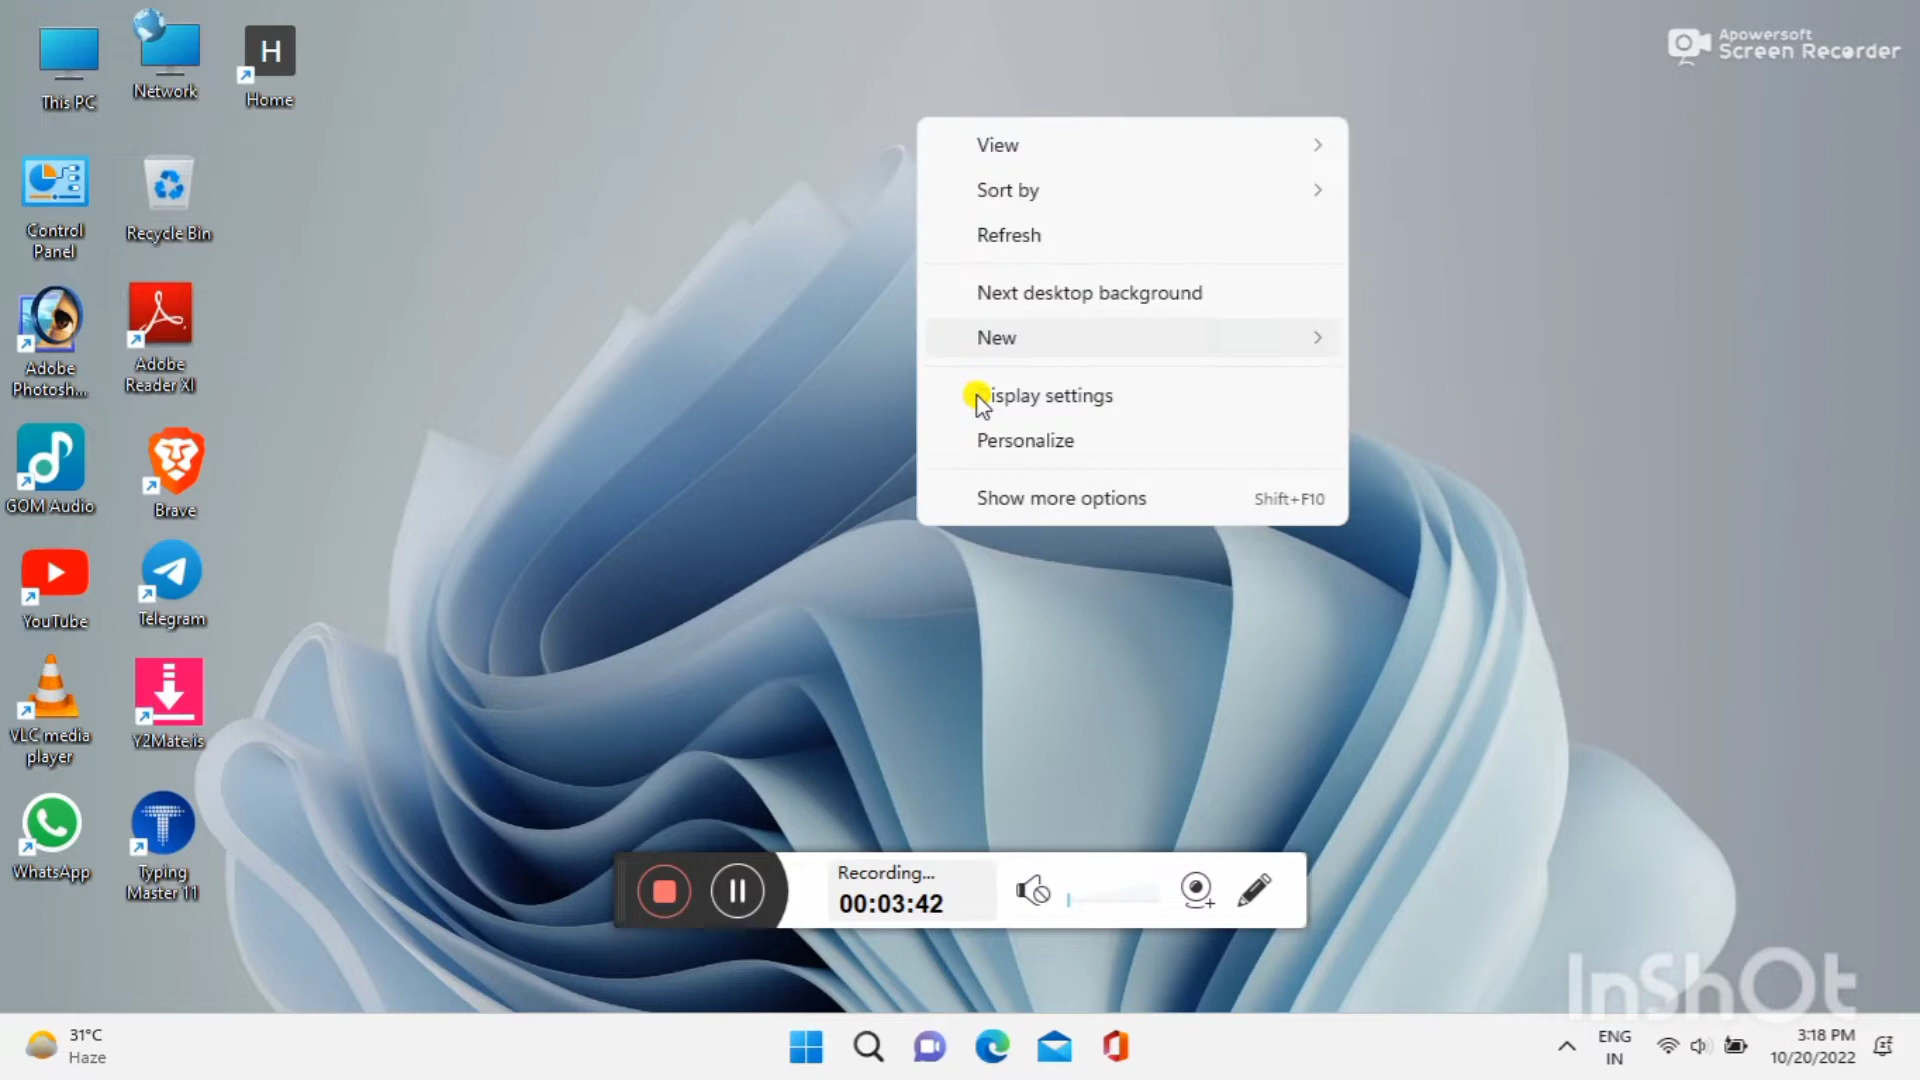 This PC
Network
H
Home
Apowersoft
Screen Recorder
View
Sort by
Refresh
Next desktop background
New
isplay settings
Personalize
Show more options Shift+F10
Control
Panel
Recycle Bin
Adobe
Photosh...
Adobe
Reader XI
GOM Audio
Brave
YouTube
Telegram
VLC media
player
Y2Mate.is
WhatsApp
T
Typing
Master 11
Recording...
00:03:42
InShOt
31°C
Haze
ENG
IN
3:18 PM
10/20/2022